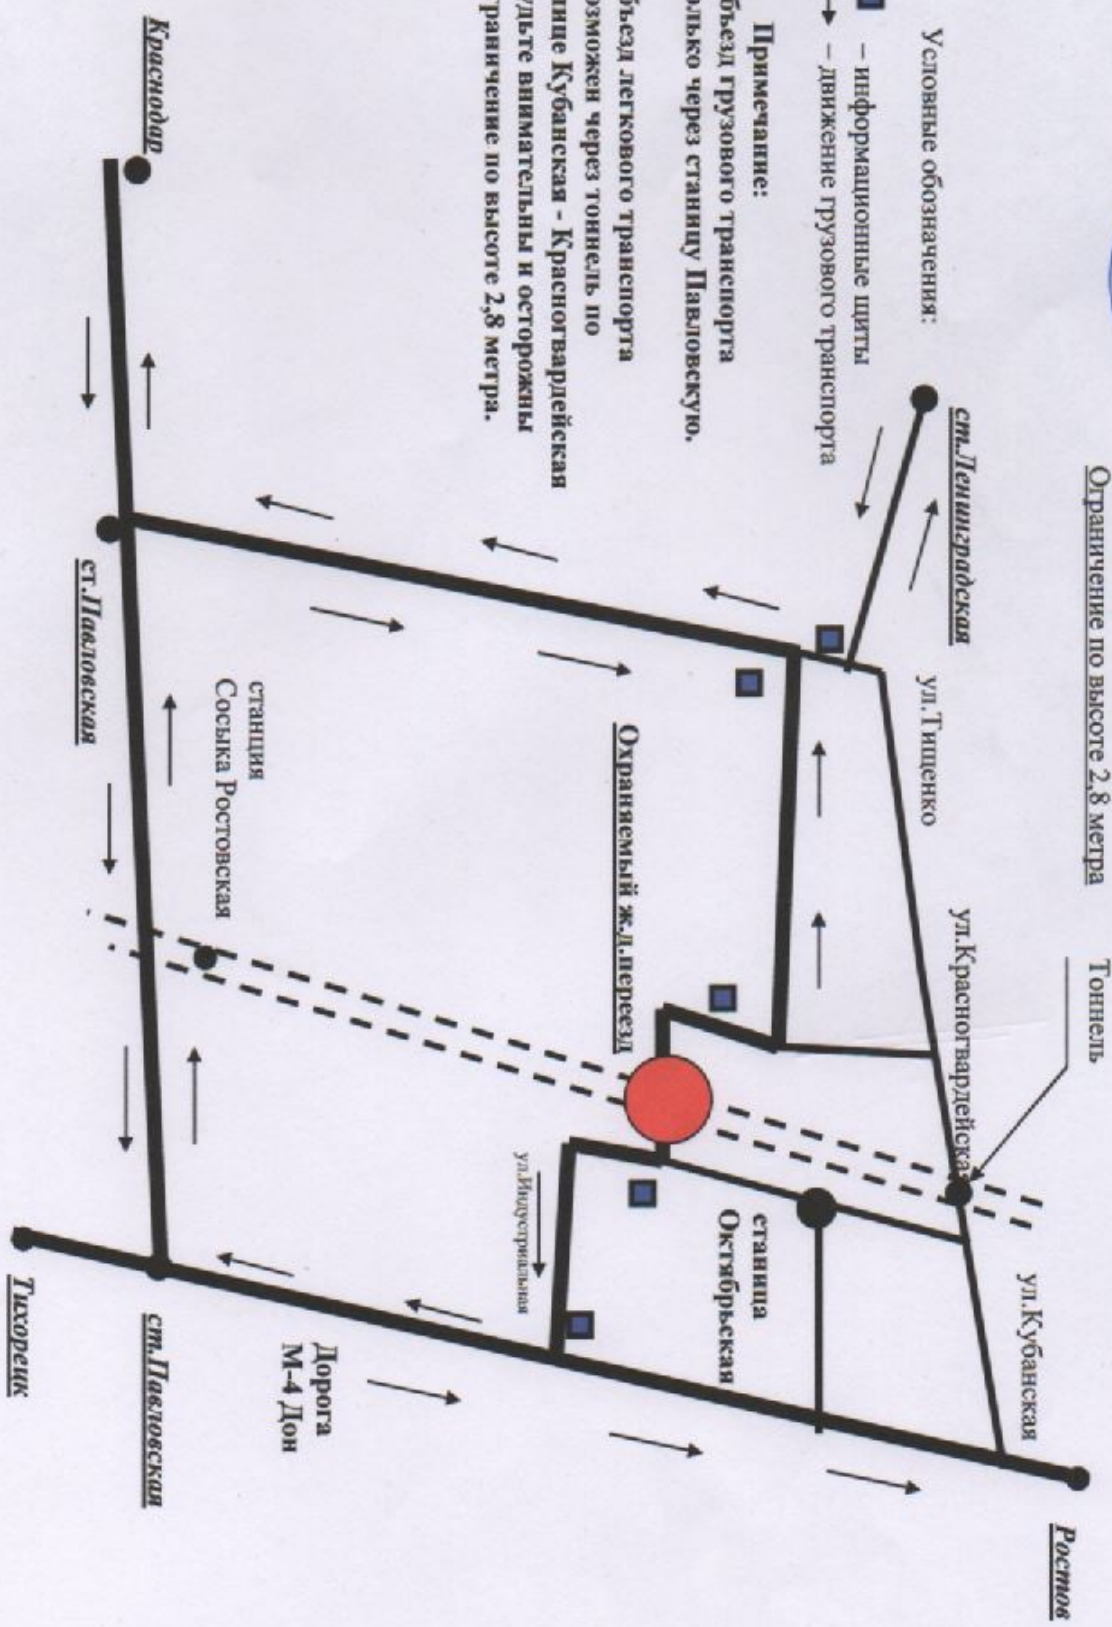 Ограничение по высоте 2,8 метра
Тоннель
Ростов
ул.Кубанская
ст.Ленинградская
ул.Красногвардейская
ул.Тищенко
Условные обозначения:
– информационные щиты
– движение грузового транспорта
Примечание:
бъезд грузового транспорта
олько через станицу Павловскую.
бъезд легкового транспорта
озможен через тоннель по
лице Кубанская - Красногвардейская
удьте внимательны и осторожны
граничение по высоте 2,8 метра.
станица
Октябрьская
Охраняемый ж.д.переезд
ул.Индустриальная
Дорога
М-4 Дон
станция
Сосыка Ростовская
Краснодар
ст.Павловская
ст.Павловская
Тихорецк